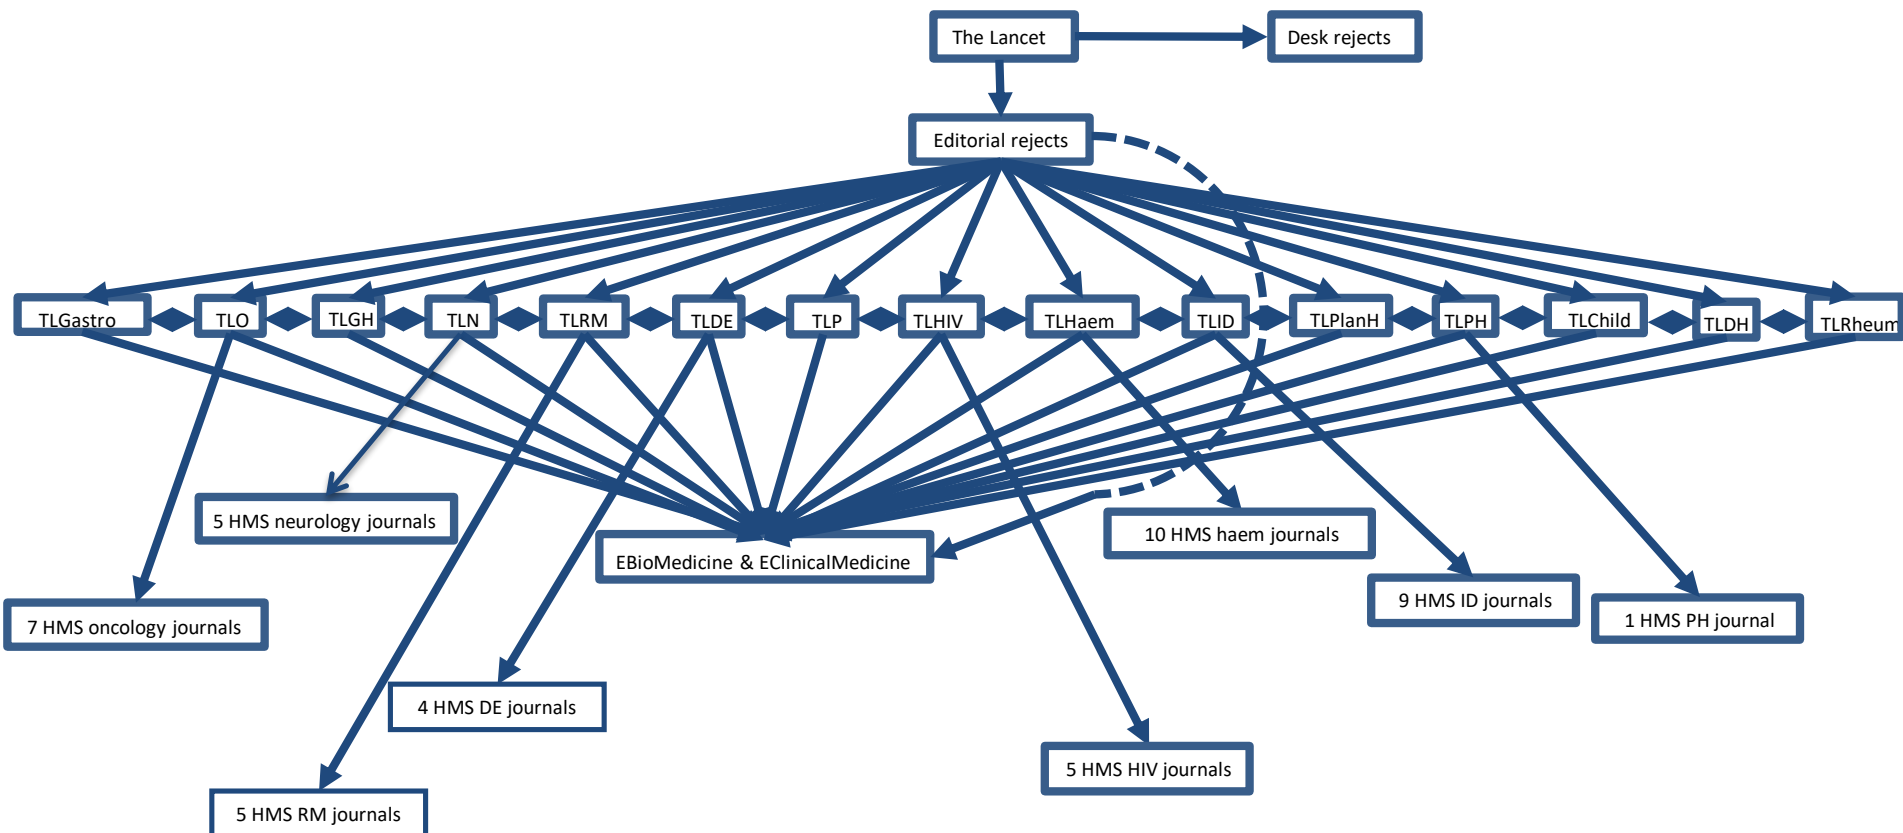 The Lancet
Desk rejects
Editorial rejects
TLGastro
TLO
TLGH
TLN
TLRM
TLDE
TLP
TLHIV
TLHaem
TLID
TLPlanH
TLPH
TLChild
TLDH
TLRheum
5 HMS neurology journals
10 HMS haem journals
EBioMedicine & EClinicalMedicine
9 HMS ID journals
1 HMS PH journal
7 HMS oncology journals
4 HMS DE journals
5 HMS HIV journals
5 HMS RM journals